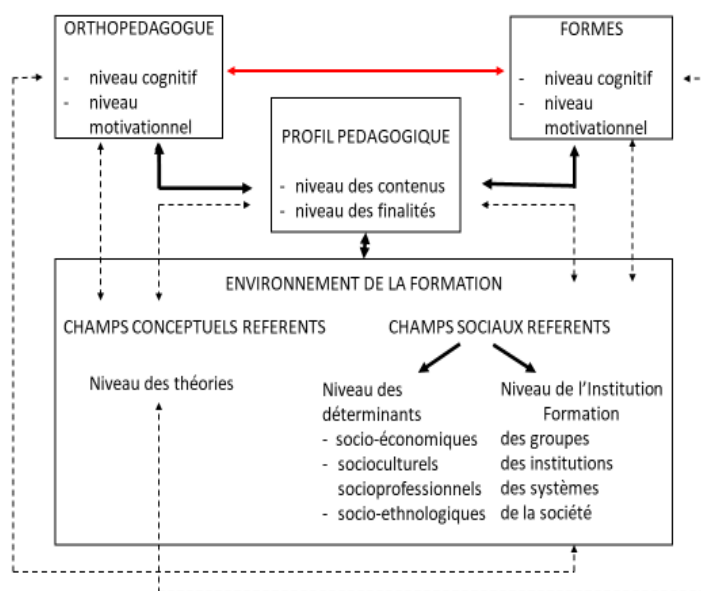 ORTHOPEDAGOGUE
- niveau cognitif
- niveau
motivationnel
FORMES
- niveau cognitif
- niveau
motivationnel
PROFIL PEDAGOGIQUE
- niveau des contenus
- niveau des finalités
ENVIRONNEMENT DE LA FORMATION
CHAMPS CONCEPTUELS REFERENTS
Niveau des théories
CHAMPS SOCIAUX REFERENTS
Niveau des
déterminants
- socio-économiques
- socioculturels
socioprofessionnels
- socio-ethnologiques
Niveau de l’Institution
Formation
des groupes
des institutions
des systèmes
de la société